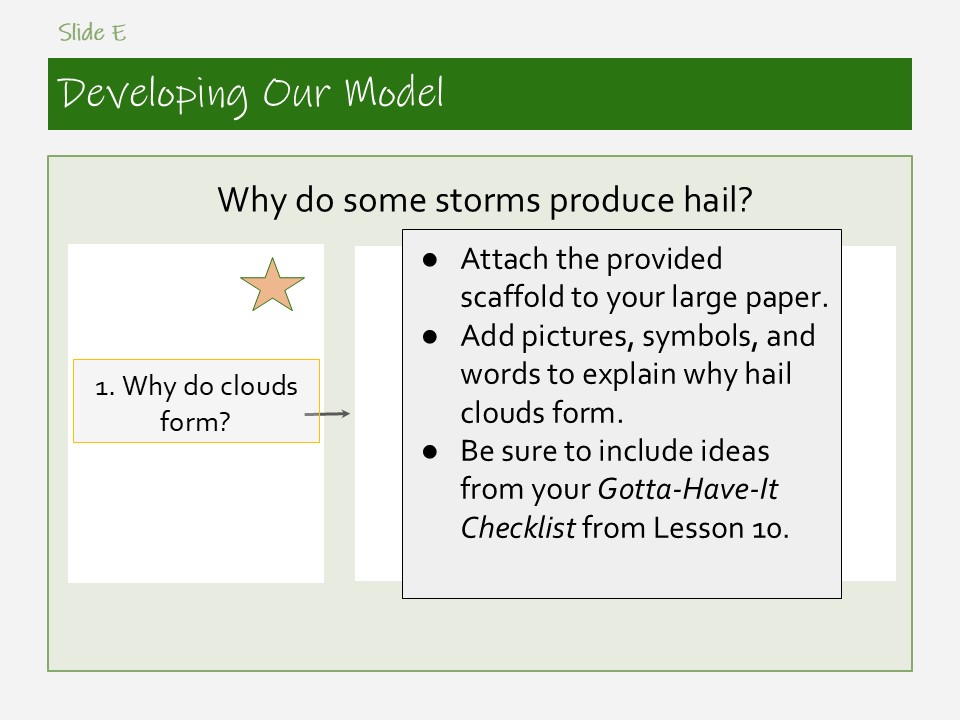 Slide E
Developing Our Model
Why do some storms produce hail?
1. Why do clouds
form?
● Attach the provided
scaffold to your large paper.
● Add pictures, symbols, and
words to explain why hail
clouds form.
● Be sure to include ideas
from your Gotta-Have-It
Checklist from Lesson 10.